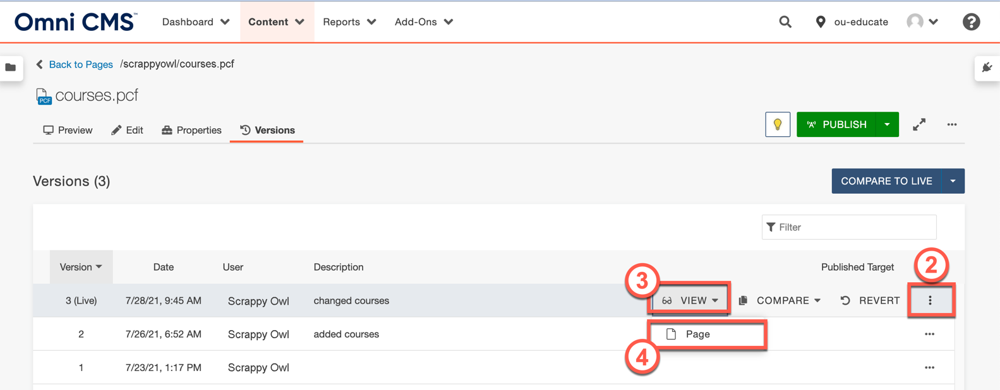 Omni CMS™ Dashboard Content Reports Add-Ons ou-educate ?
Back to Pages /scrappyowl/courses.pcf
PCF courses.pcf
Preview Edit Properties Versions PUBLISH
Versions (3) COMPARE TO LIVE
Filter
Version Date User Description Published Target 2
3
3 (Live) 7/28/21, 9:45 AM Scrappy Owl changed courses VIEW COMPARE REVERT
2 7/26/21, 6:52 AM Scrappy Owl added courses Page
4
1 7/23/21, 1:17 PM Scrappy Owl